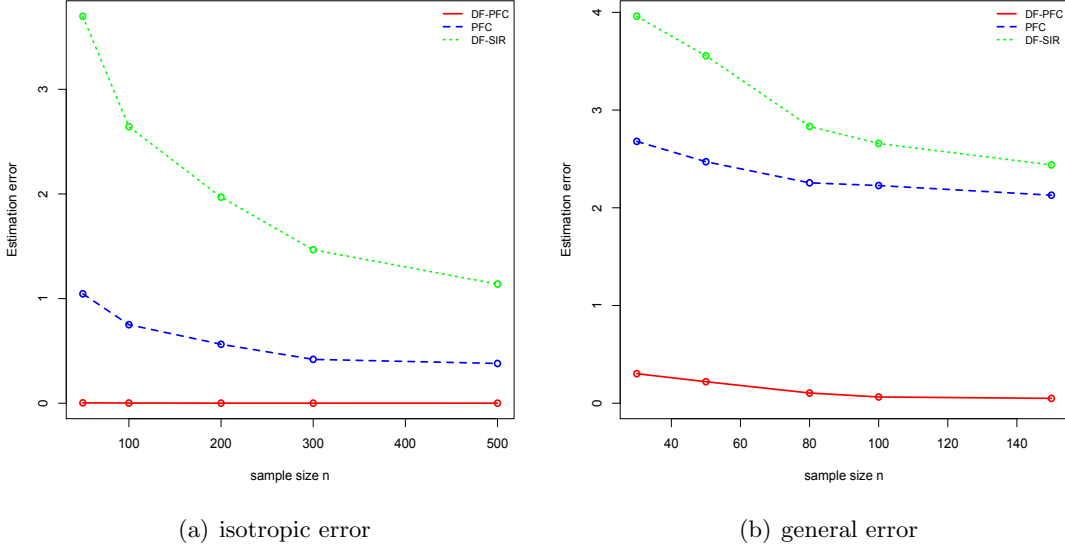 DF-PFC
PFC
DF-SIR
3
2
1
0
Estimation error
100 200 300 400 500
sample size n
(a) isotropic error
DF-PFC
PFC
DF-SIR
4
3
2
1
0
Estimation error
40 60 80 100 120 140
sample size n
(b) general error